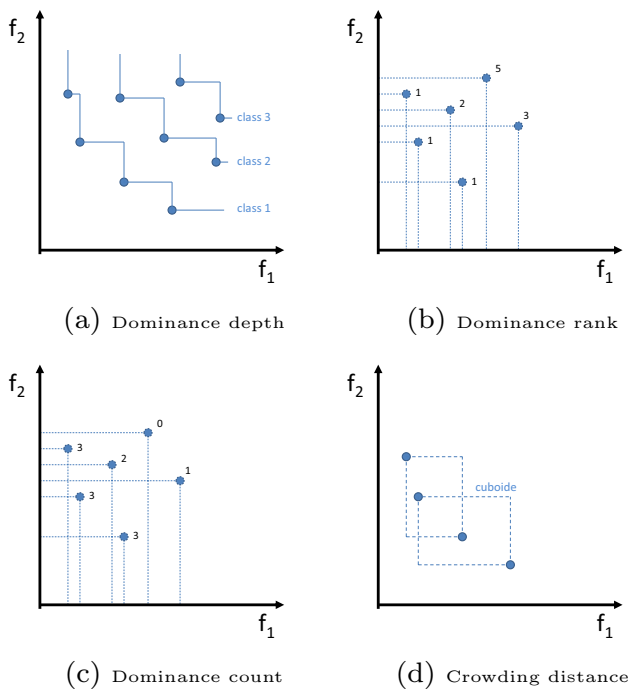 f2
class 3
class 2
class 1
f1
(a) Dominance depth
f2
5
1
2
3
1
1
f1
(b) Dominance rank
f2
0
3
2
1
3
3
f1
(c) Dominance count
f2
cuboide
f1
(d) Crowding distance